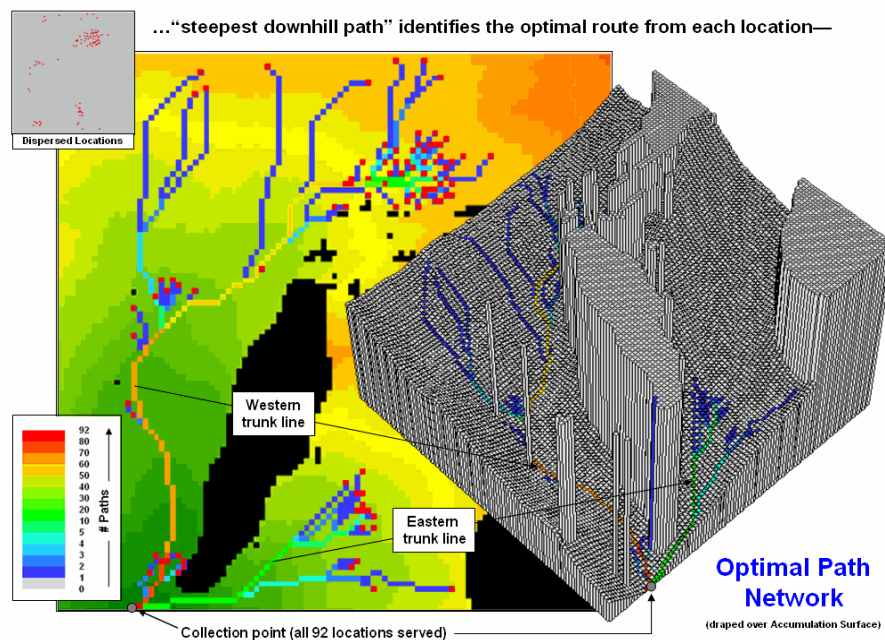 …“steepest downhill path” identifies the optimal route from each location—
Dispersed Locations
Western
trunk line
92
80
70
60
50
40
30
20
10
5
4
3
2
1
0
# Paths
Eastern
trunk line
Optimal Path
Network
(draped over Accumulation Surface)
Collection point (all 92 locations served)